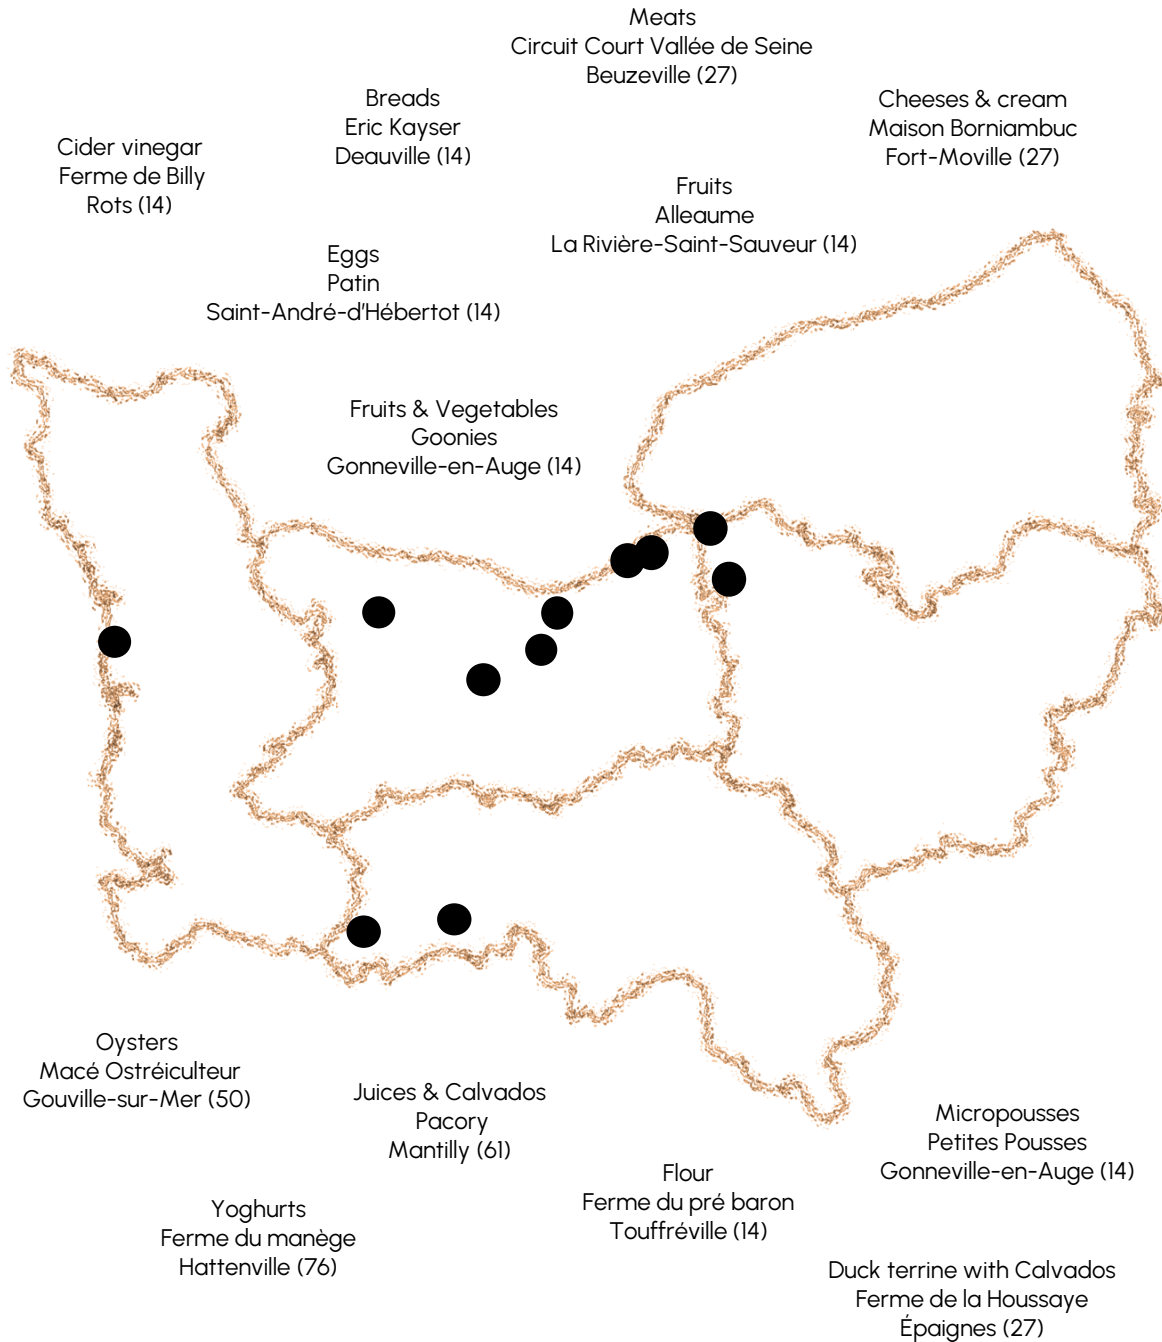 Meats
Circuit Court Vallée de Seine
Beuzeville (27)
Breads
Eric Kayser
Deauville (14)
Cheeses & cream
Maison Borniambuc
Fort-Moville (27)
Cider vinegar
Ferme de Billy
Rots (14)
Fruits
Alleaume
La Rivière-Saint-Sauveur (14)
Eggs
Patin
Saint-André-d'Hébertot (14)
Fruits & Vegetables
Goonies
Gonneville-en-Auge (14)
Oysters
Macé Ostréiculteur
Gouville-sur-Mer (50)
Juices & Calvados
Pacory
Mantilly (61)
Micropousses
Petites Pousses
Gonneville-en-Auge (14)
Flour
Ferme du pré baron
Touffréville (14)
Yoghurts
Ferme du manège
Hattenville (76)
Duck terrine with Calvados
Ferme de la Houssaye
Épaignes (27)